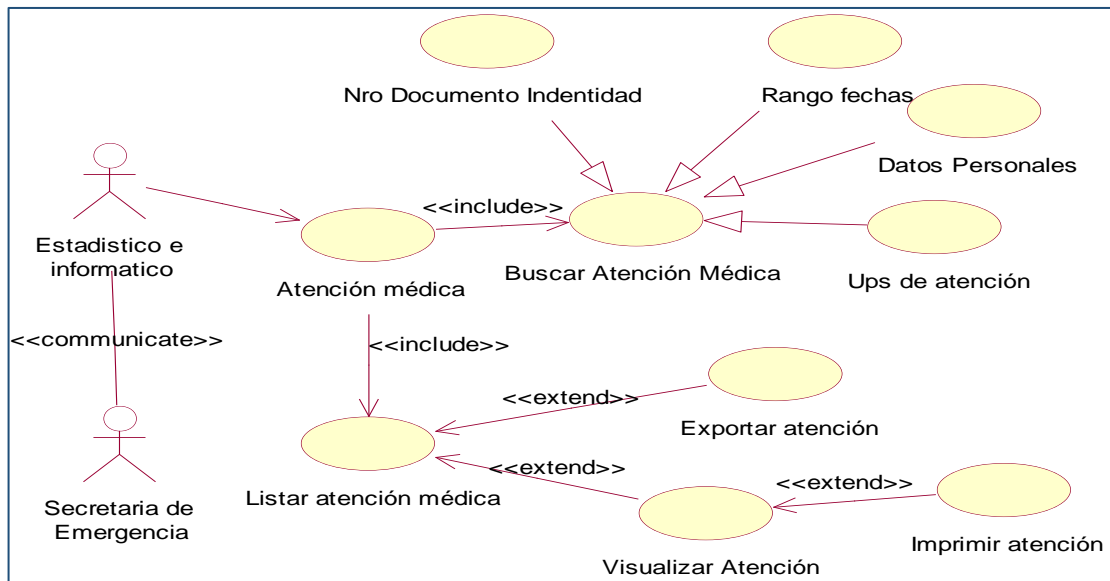 Nro Documento Indentidad
Rango fechas
Datos Personales
<<include>>
Estadistico e
informatico
Atención médica
Buscar Atención Médica
Ups de atención
<<communicate>>
<<include>>
<<extend>>
Exportar atención
Secretaria de
Emergencia
Listar atención médica
<<extend>>
<<extend>>
Visualizar Atención
Imprimir atención